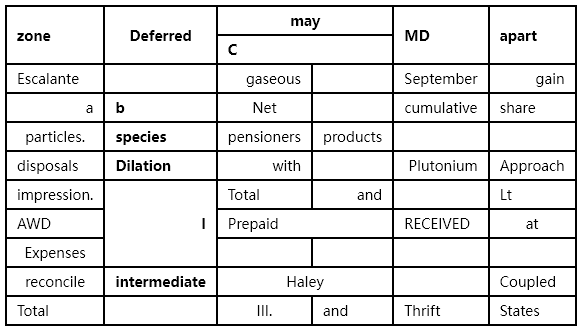 zone Deferred may MD apart
C
Escalante gaseous September gain
a b Net cumulative share
particles. species pensioners products
disposals Dilation with Plutonium Approach
impression. Total and Lt
AWD I Prepaid RECEIVED at
Expenses
reconcile intermediate Haley Coupled
Total Ill. and Thrift States